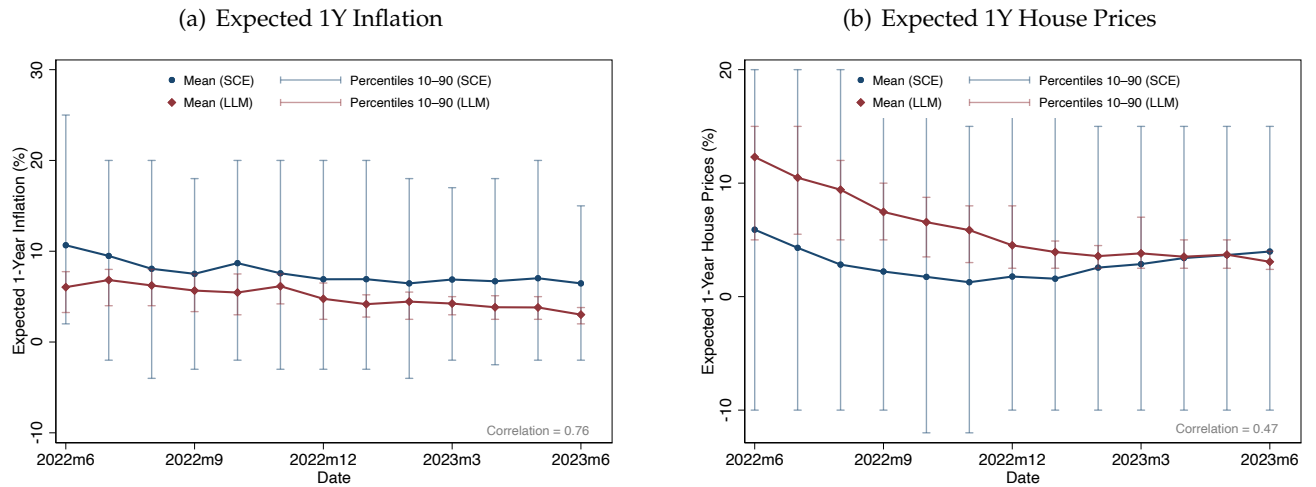 (a) Expected 1Y Inflation
Mean (SCE)
Percentiles 10–90 (SCE)
Mean (LLM)
Percentiles 10–90 (LLM)
Expected 1-Year Inflation (%)
30
20
10
0
-10
Correlation = 0.76
2022m6
2022m9
2022m12
2023m3
2023m6
Date
(b) Expected 1Y House Prices
Mean (SCE)
Percentiles 10–90 (SCE)
Mean (LLM)
Percentiles 10–90 (LLM)
Expected 1-Year House Prices (%)
20
10
0
-10
Correlation = 0.47
2022m6
2022m9
2022m12
2023m3
2023m6
Date